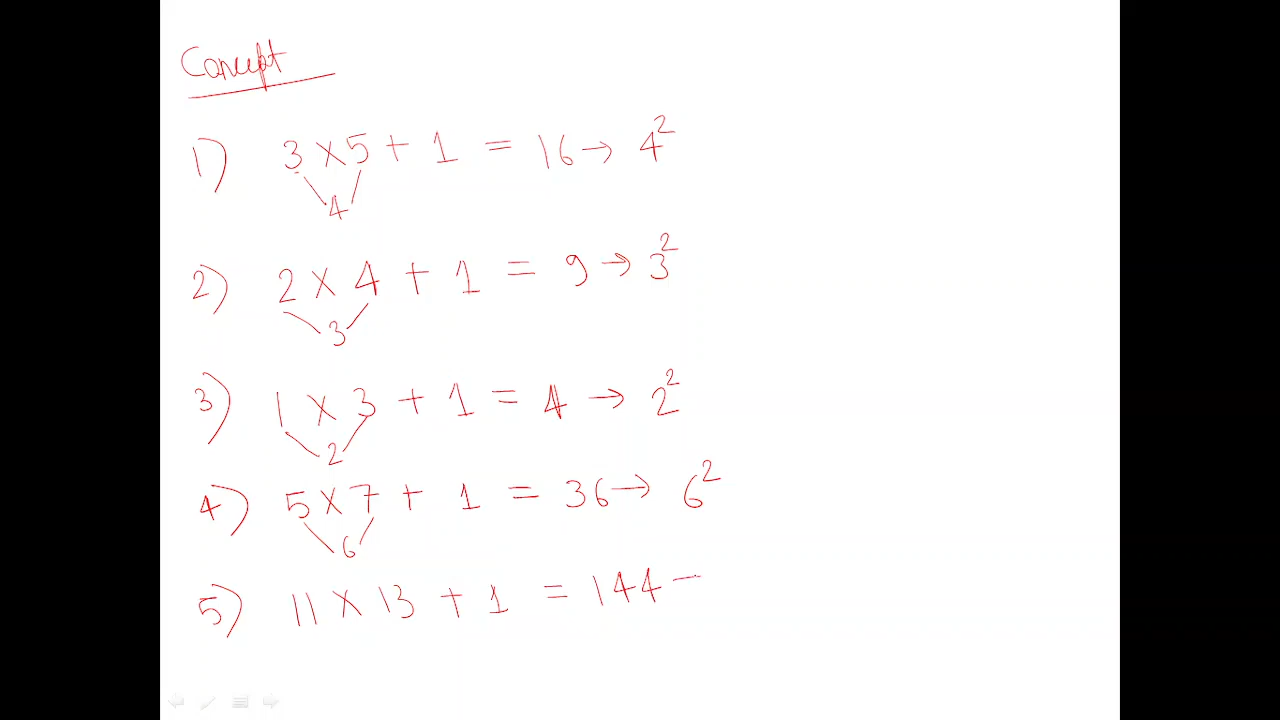 Concept
1) 3 × 5 + 1 = 16 → 4²
4
2) 2 × 4 + 1 = 9 → 3²
3
3) 1 × 3 + 1 = 4 → 2²
2
4) 5 × 7 + 1 = 36 → 6²
6
5) 11 × 13 + 1 = 144 –